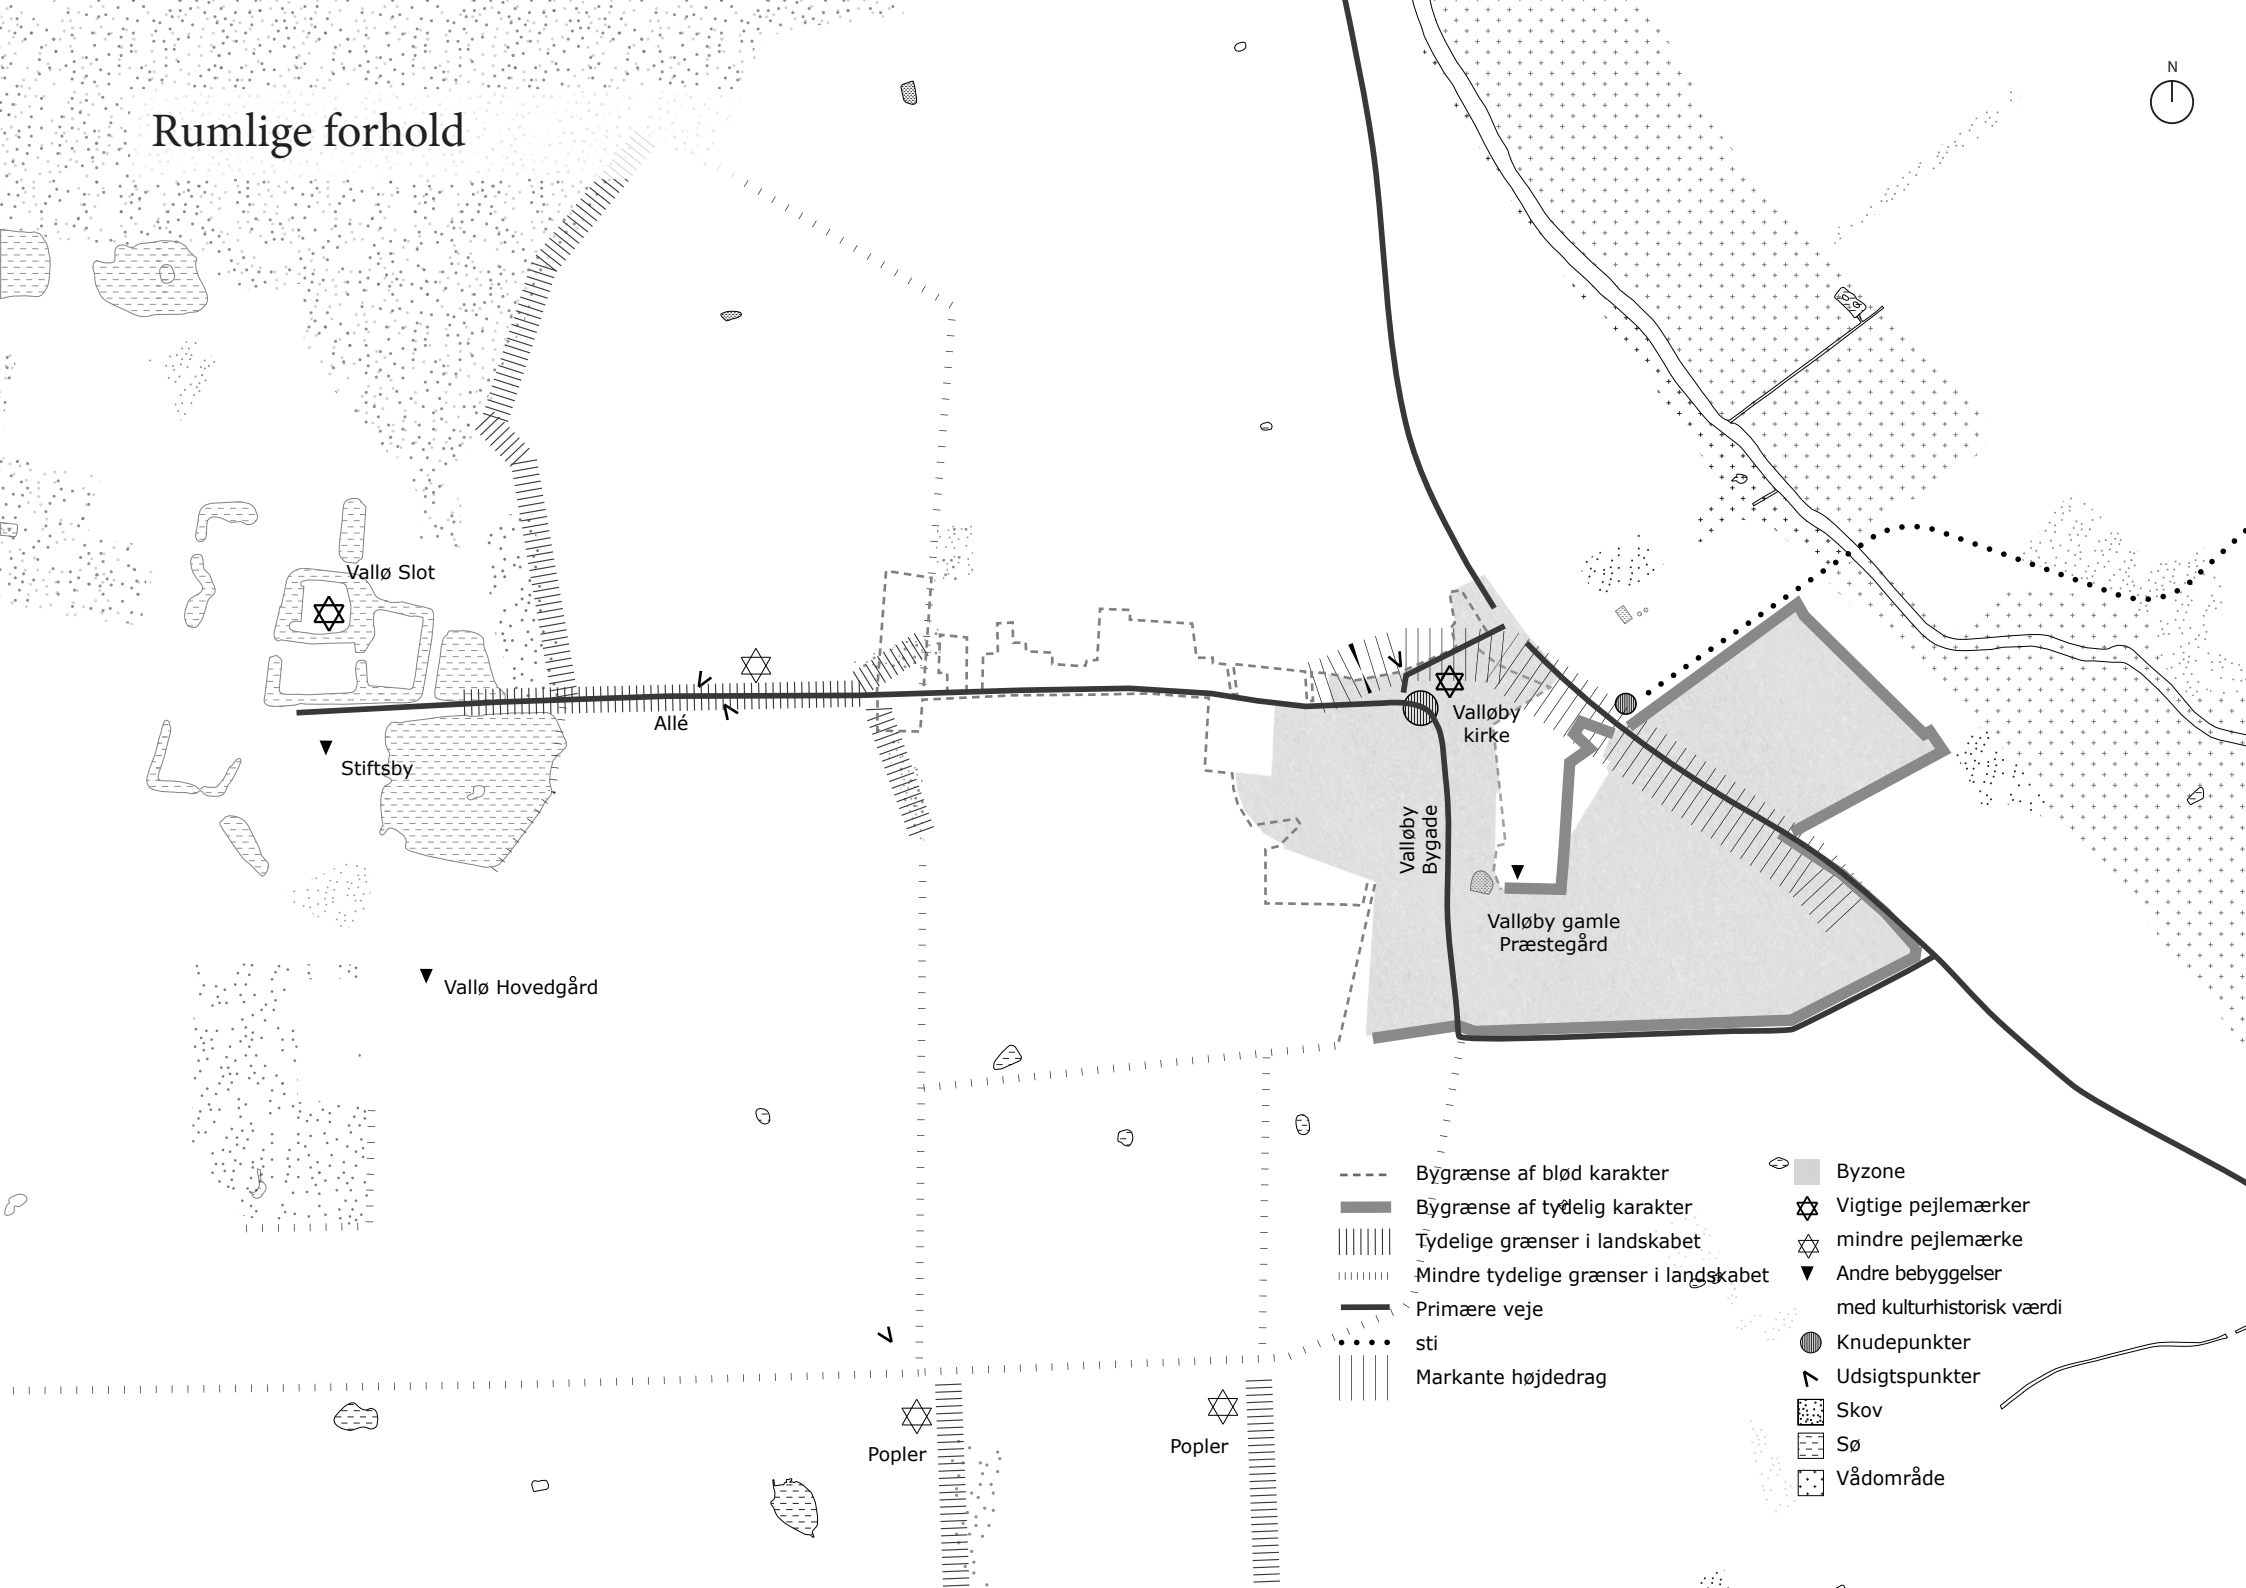 Rumlige forhold
N
Vallø Slot
Allé
Stiftsby
Valløby
kirke
Valløby
Bygade
Valløby gamle
Præstegård
Vallø Hovedgård
Popler
Popler
Bygrænse af blød karakter
Bygrænse af tydelig karakter
Tydelige grænser i landskabet
Mindre tydelige grænser i landskabet
Primære veje
sti
Markante højdedrag
Byzone
Vigtige pejlemærker
mindre pejlemærke
Andre bebyggelser
med kulturhistorisk værdi
Knudepunkter
Udsigtspunkter
Skov
Sø
Vådområde